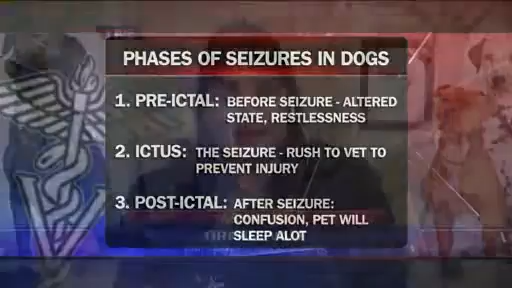 PHASES OF SEIZURES IN DOGS
1. PRE-ICTAL: BEFORE SEIZURE - ALTERED
STATE, RESTLESSNESS
2. ICTUS: THE SEIZURE - RUSH TO VET TO
PREVENT INJURY
3. POST-ICTAL: AFTER SEIZURE:
CONFUSION, PET WILL
SLEEP ALOT